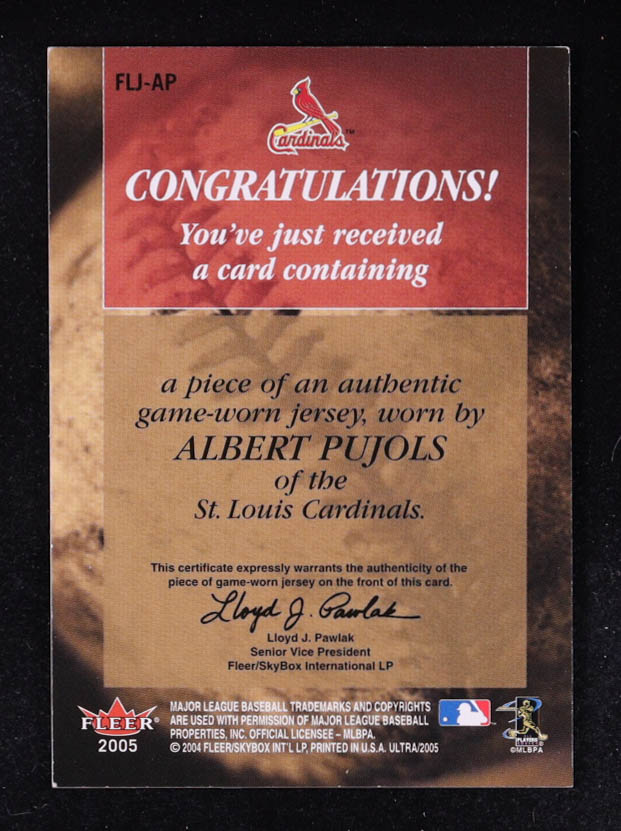 FLJ-AP
Cardinals™
CONGRATULATIONS!
You've just received
a card containing
a piece of an authentic
game-worn jersey, worn by
ALBERT PUJOLS
of the
St. Louis Cardinals.
This certificate expressly warrants the authenticity of the
piece of game-worn jersey on the front of this card.
Lloyd J. Pawlak
Lloyd J. Pawlak
Senior Vice President
Fleer/SkyBox International LP
FLEER®
2005
MAJOR LEAGUE BASEBALL TRADEMARKS AND COPYRIGHTS
ARE USED WITH PERMISSION OF MAJOR LEAGUE BASEBALL
PROPERTIES, INC. OFFICIAL LICENSEE – MLBPA.
© 2004 FLEER/SKYBOX INT'L LP, PRINTED IN U.S.A. ULTRA/2005
PLAYERS
©MLBPA